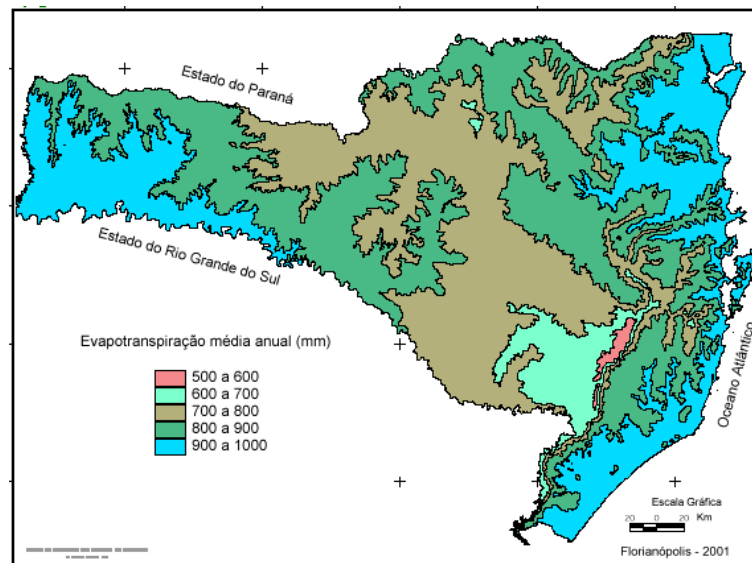 Estado do Paraná
Estado do Rio Grande do Sul
Evapotranspiração média anual (mm)
500 a 600
600 a 700
700 a 800
800 a 900
900 a 1000
Oceano Atlântico
Escala Gráfica
20 0 20 Km
Florianópolis - 2001